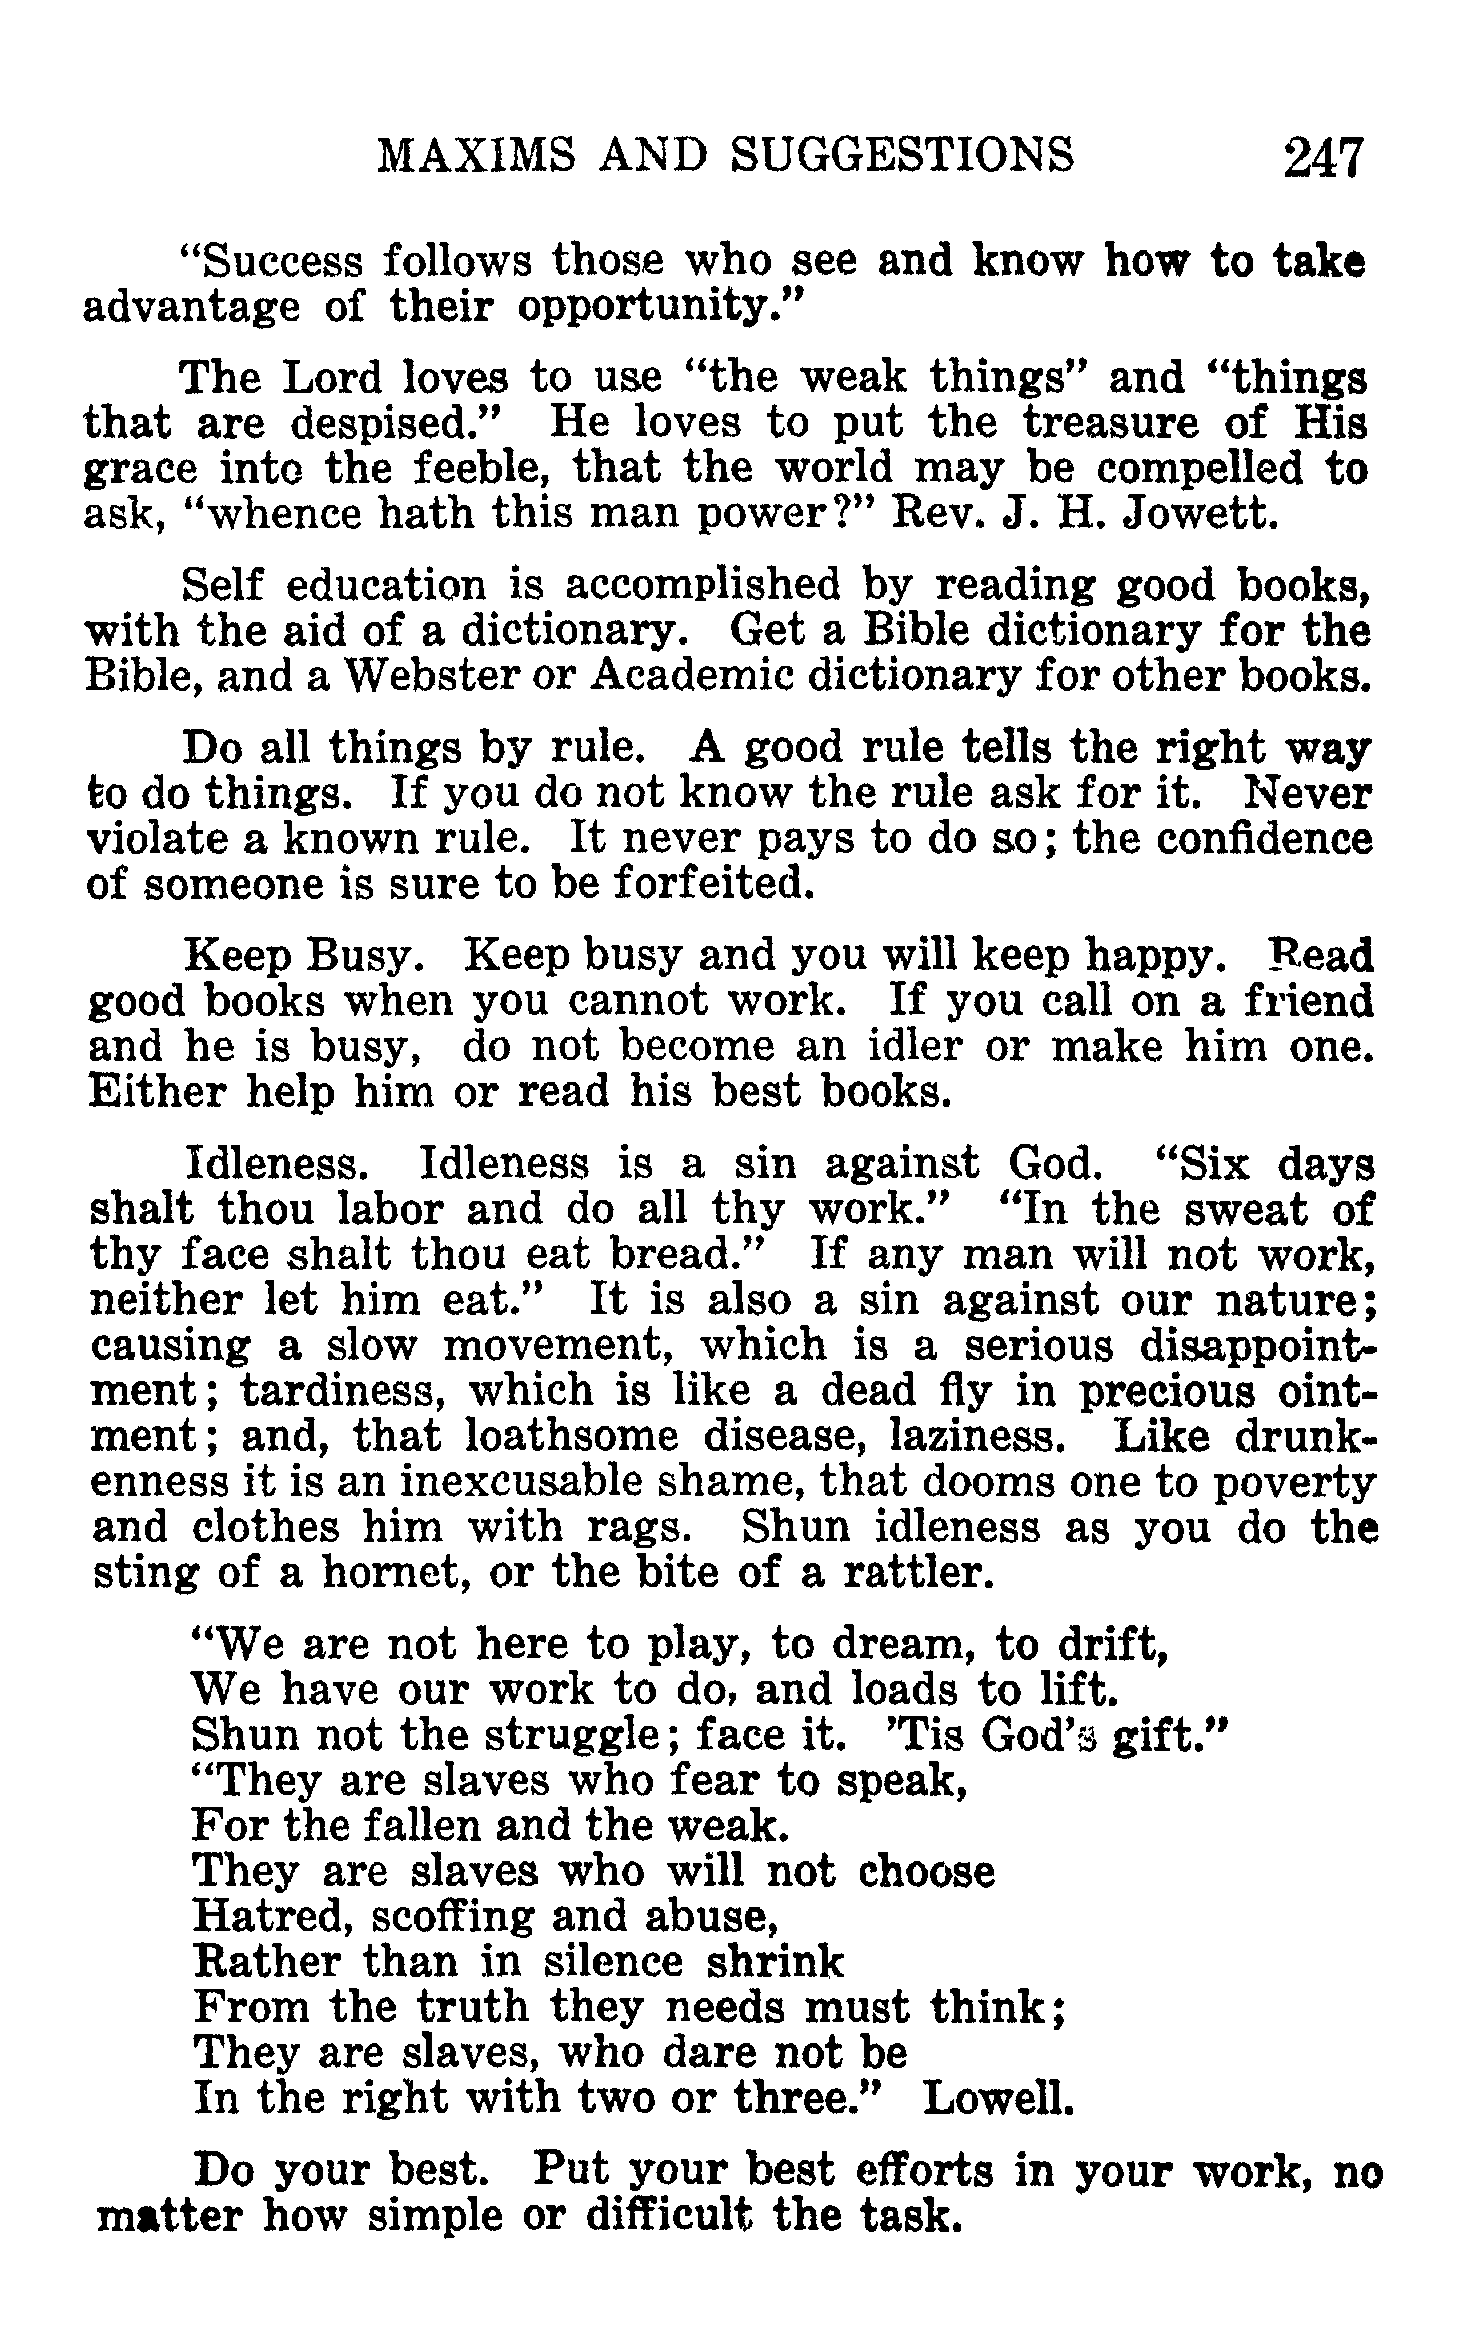 MAXIMS AND SUGGESTIONS 247
"Success follows those who see and know how to take
advantage of their opportunity."
The Lord loves to use "the weak things" and "things
that are despised." He loves to put the treasure of His
grace into the feeble, that the world may be compelled to
ask, "whence hath this man power?" Rev. J. H. Jowett.
Self education is accomplished by reading good books,
with the aid of a dictionary. Get a Bible dictionary for the
Bible, and a Webster or Academic dictionary for other books.
Do all things by rule. A good rule tells the right way
to do things. If you do not know the rule ask for it. Never
violate a known rule. It never pays to do so; the confidence
of someone is sure to be forfeited.
Keep Busy. Keep busy and you will keep happy. Read
good books when you cannot work. If you call on a friend
and he is busy, do not become an idler or make him one.
Either help him or read his best books.
Idleness. Idleness is a sin against God. "Six days
shalt thou labor and do all thy work." "In the sweat of
thy face shalt thou eat bread." If any man will not work,
neither let him eat." It is also a sin against our nature;
causing a slow movement, which is a serious disappoint-
ment; tardiness, which is like a dead fly in precious oint-
ment; and, that loathsome disease, laziness. Like drunk-
enness it is an inexcusable shame, that dooms one to poverty
and clothes him with rags. Shun idleness as you do the
sting of a hornet, or the bite of a rattler.
"We are not here to play, to dream, to drift,
We have our work to do, and loads to lift.
Shun not the struggle; face it. 'Tis God's gift."
"They are slaves who fear to speak,
For the fallen and the weak.
They are slaves who will not choose
Hatred, scoffing and abuse,
Rather than in silence shrink
From the truth they needs must think;
They are slaves, who dare not be
In the right with two or three." Lowell.
Do your best. Put your best efforts in your work, no
matter how simple or difficult the task.